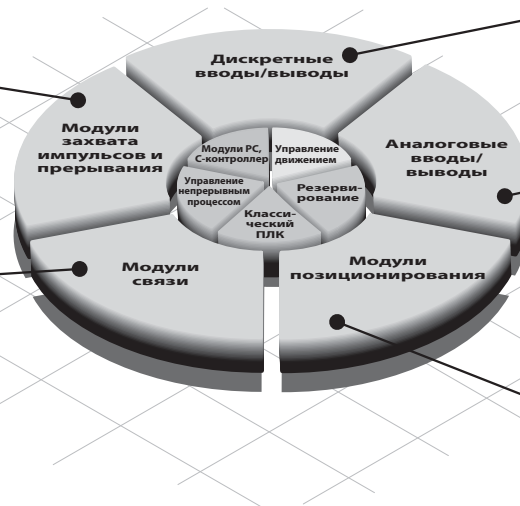 Дискретные
вводы/выводы
Модули
захвата
импульсов и
прерывания
Аналоговые
вводы/
выводы
Модули PC,
С-контроллер
Управление
движением
Управление
непрерывным
процессом
Резерви-
рование
Класси-
ческий
ПЛК
Модули
связи
Модули
позиционирования